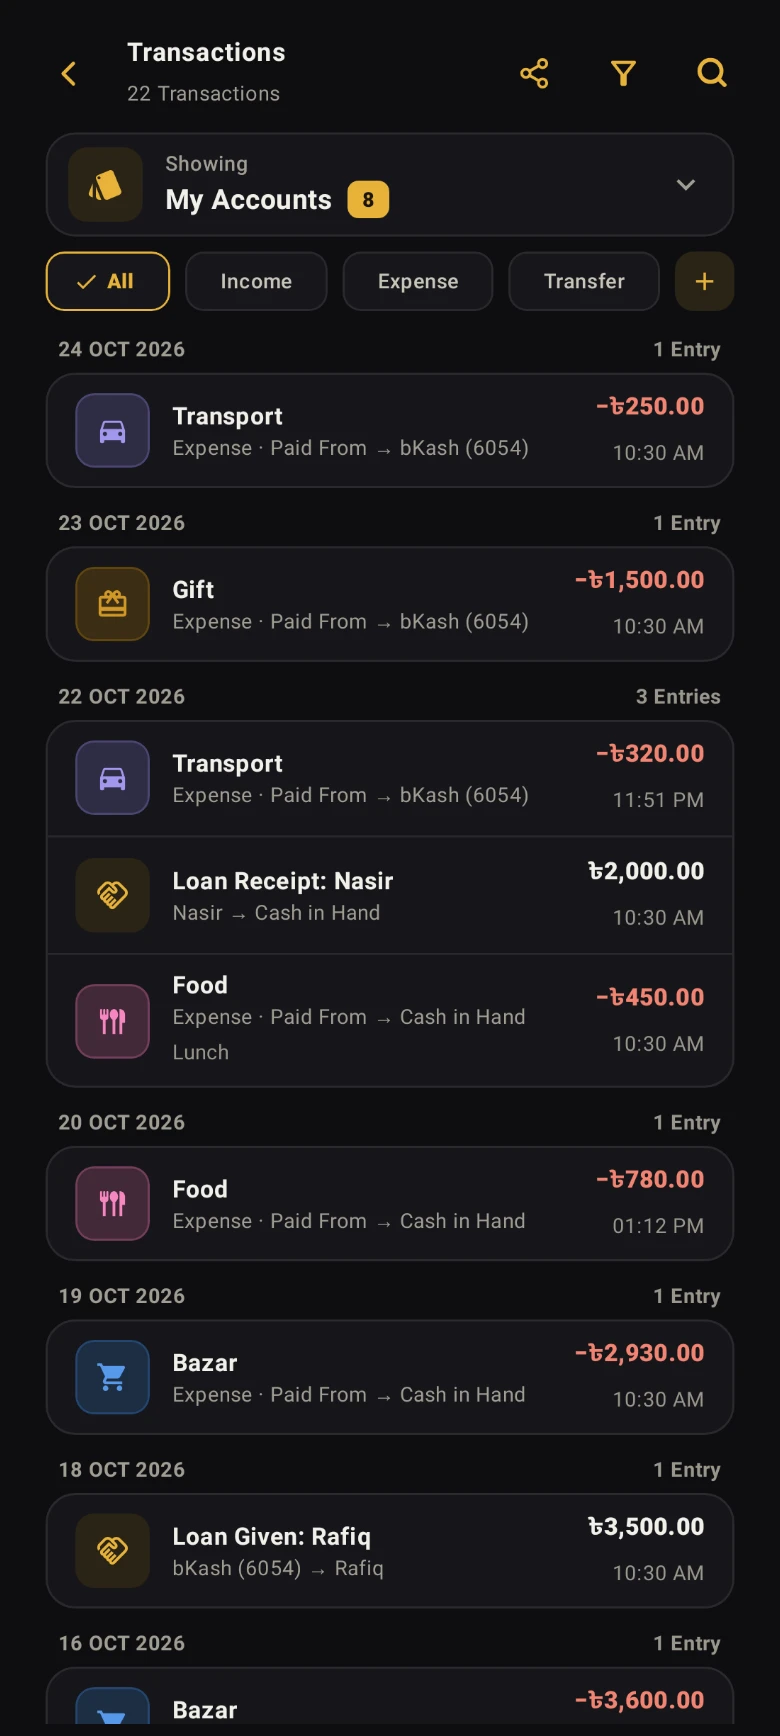 Transactions
22 Transactions
Showing
My Accounts 8
All Income Expense Transfer +
24 OCT 2026 1 Entry
Transport −৳250.00
Expense · Paid From → bKash (6054) 10:30 AM
23 OCT 2026 1 Entry
Gift −৳1,500.00
Expense · Paid From → bKash (6054) 10:30 AM
22 OCT 2026 3 Entries
Transport −৳320.00
Expense · Paid From → bKash (6054) 11:51 PM
Loan Receipt: Nasir ৳2,000.00
Nasir → Cash in Hand 10:30 AM
Food −৳450.00
Expense · Paid From → Cash in Hand
Lunch 10:30 AM
20 OCT 2026 1 Entry
Food −৳780.00
Expense · Paid From → Cash in Hand 01:12 PM
19 OCT 2026 1 Entry
Bazar −৳2,930.00
Expense · Paid From → Cash in Hand 10:30 AM
18 OCT 2026 1 Entry
Loan Given: Rafiq ৳3,500.00
bKash (6054) → Rafiq 10:30 AM
16 OCT 2026 1 Entry
Bazar −৳3,600.00